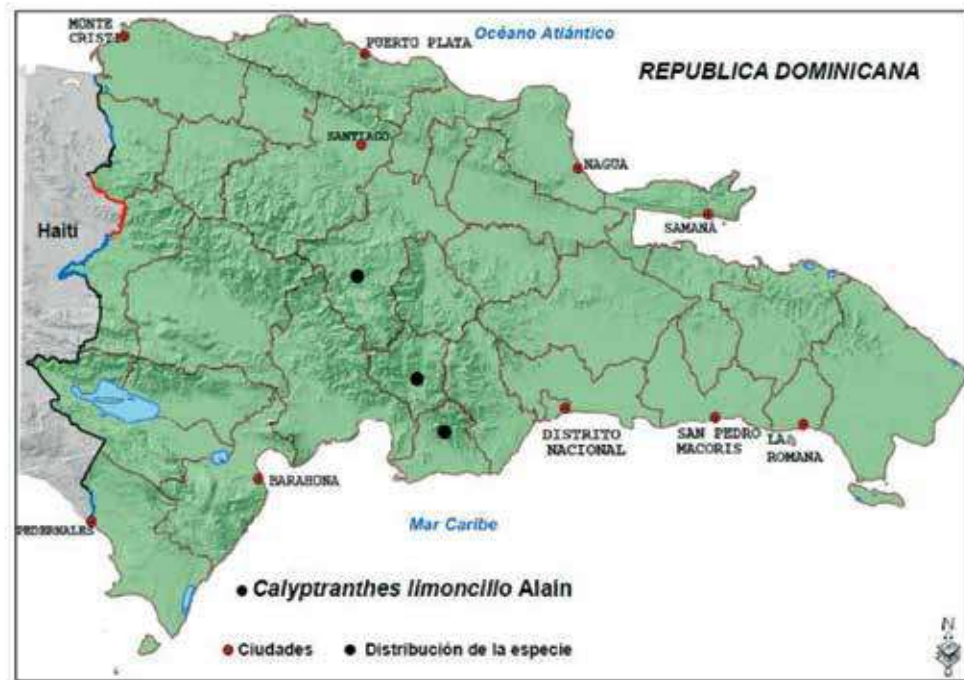 MONTE
CRISTI
PUERTO PLATA
Océano Atlántico
REPUBLICA DOMINICANA
SANTIAGO
NAGUA
Haití
SAMANA
DISTRITO
NACIONAL
SAN PEDRO
MACORIS
LA
ROMANA
BARAHONA
PEDERNALES
Mar Caribe
Calyptranthes limoncillo Alain
Ciudades
Distribución de la especie
N